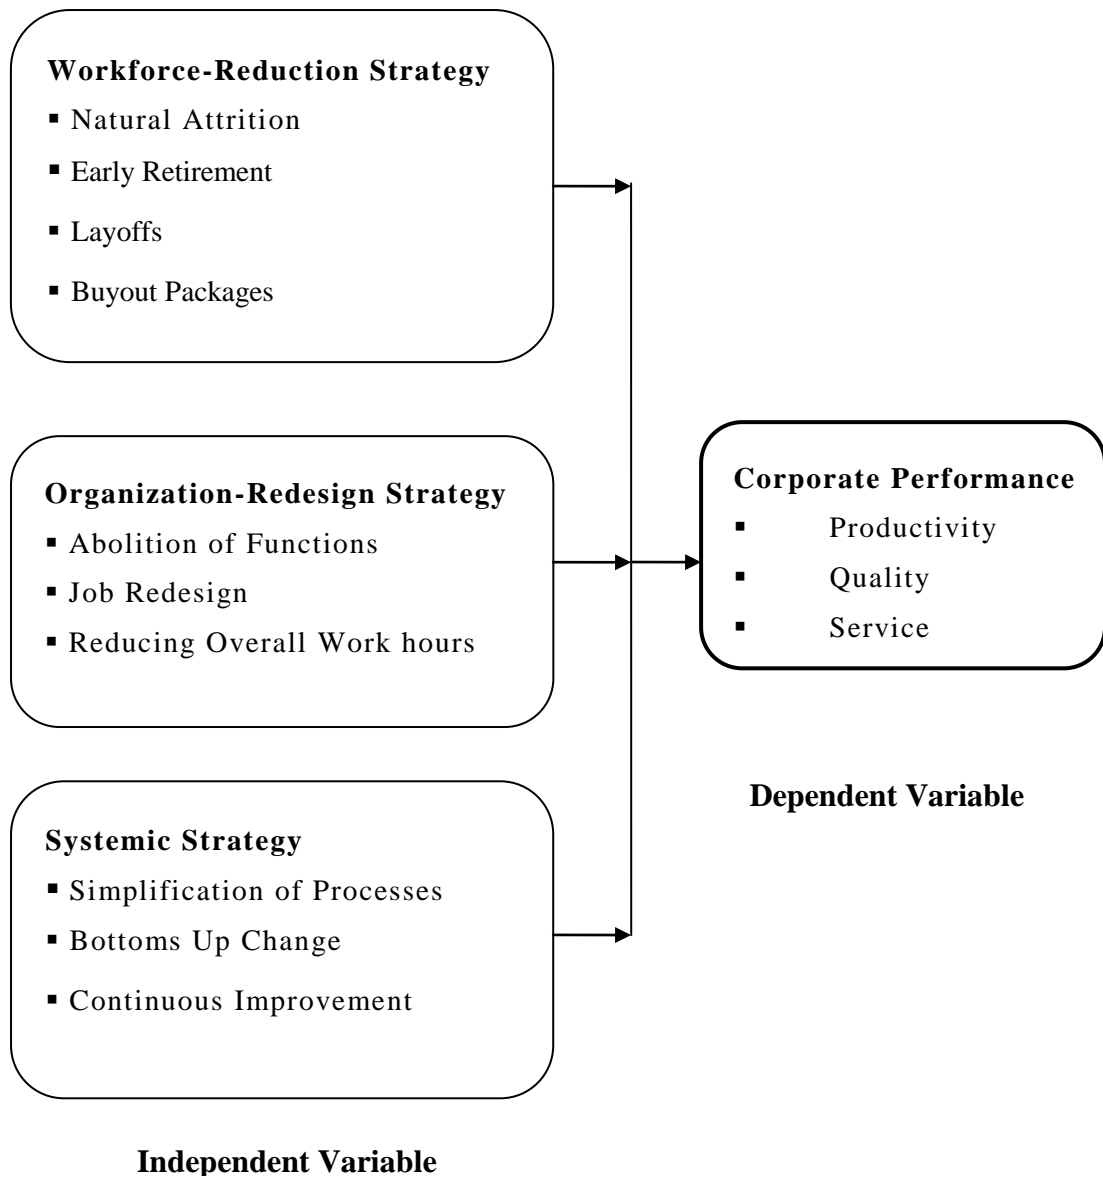 Workforce-Reduction Strategy
▪ Natural Attrition
▪ Early Retirement
▪ Layoffs
▪ Buyout Packages
Organization-Redesign Strategy
▪ Abolition of Functions
▪ Job Redesign
▪ Reducing Overall Work hours
Corporate Performance
▪ Productivity
▪ Quality
▪ Service
Dependent Variable
Systemic Strategy
▪ Simplification of Processes
▪ Bottoms Up Change
▪ Continuous Improvement
Independent Variable